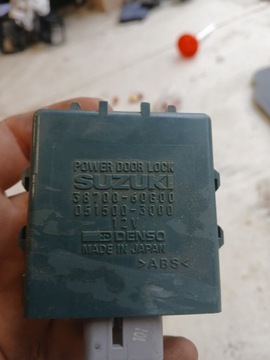 POWER DOOR LOCK
SUZUKI
38700-60G00
051500-3000
12V
DENSO
MADE IN JAPAN
>ABS<